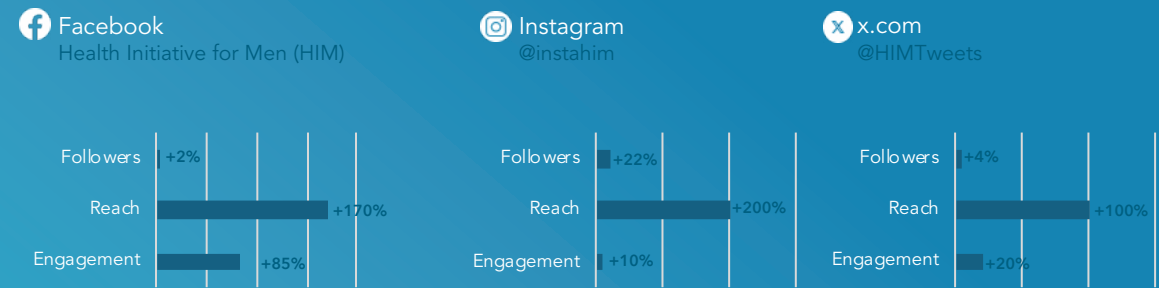 Facebook
Health Initiative for Men (HIM)
Followers +2%
Reach +170%
Engagement +85%
Instagram
@instahim
Followers +22%
Reach +200%
Engagement +10%
x.com
@HIMTweets
Followers +4%
Reach +100%
Engagement +20%